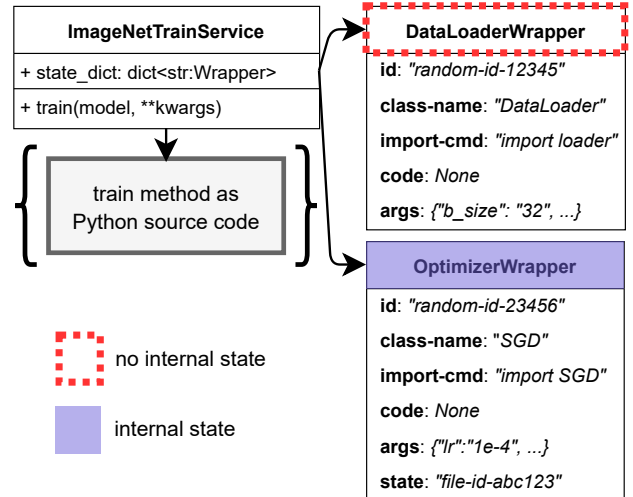 ImageNetTrainService
+ state_dict: dict<str:Wrapper>
+ train(model, **kwargs)
train method as
Python source code
DataLoaderWrapper
id: "random-id-12345"
class-name: "DataLoader"
import-cmd: "import loader"
code: None
args: {"b_size": "32", ...}
OptimizerWrapper
id: "random-id-23456"
class-name: "SGD"
import-cmd: "import SGD"
code: None
args: {"lr":"1e-4", ...}
state: "file-id-abc123"
no internal state
internal state